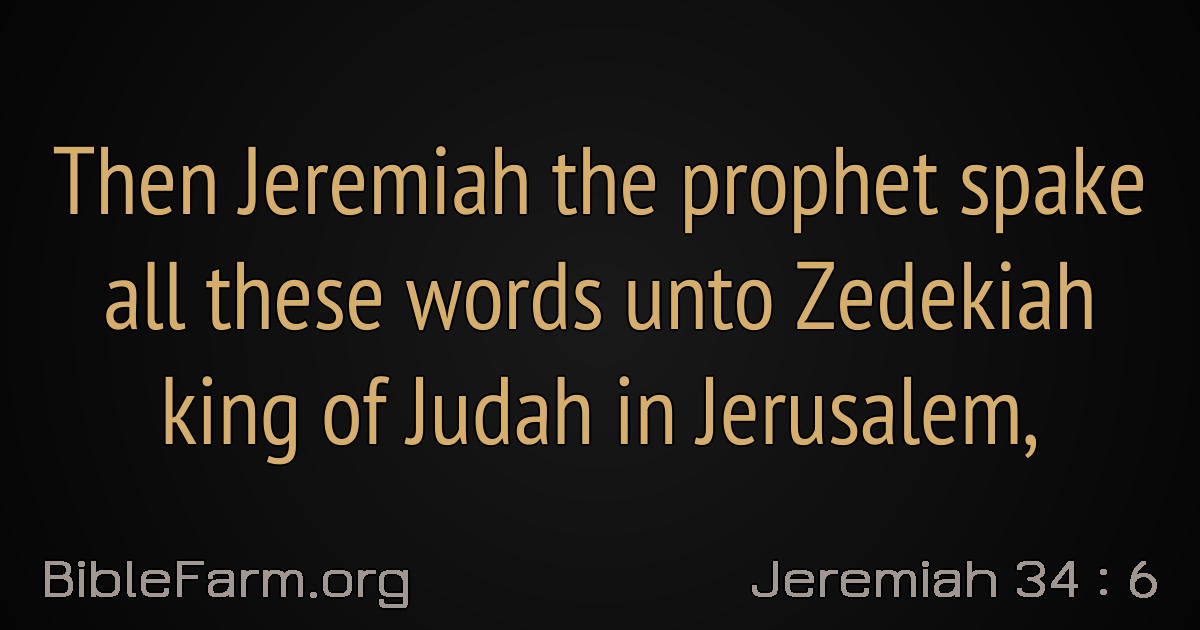 Then Jeremiah the prophet spake
all these words unto Zedekiah
king of Judah in Jerusalem,
BibleFarm.org
Jeremiah 34 : 6